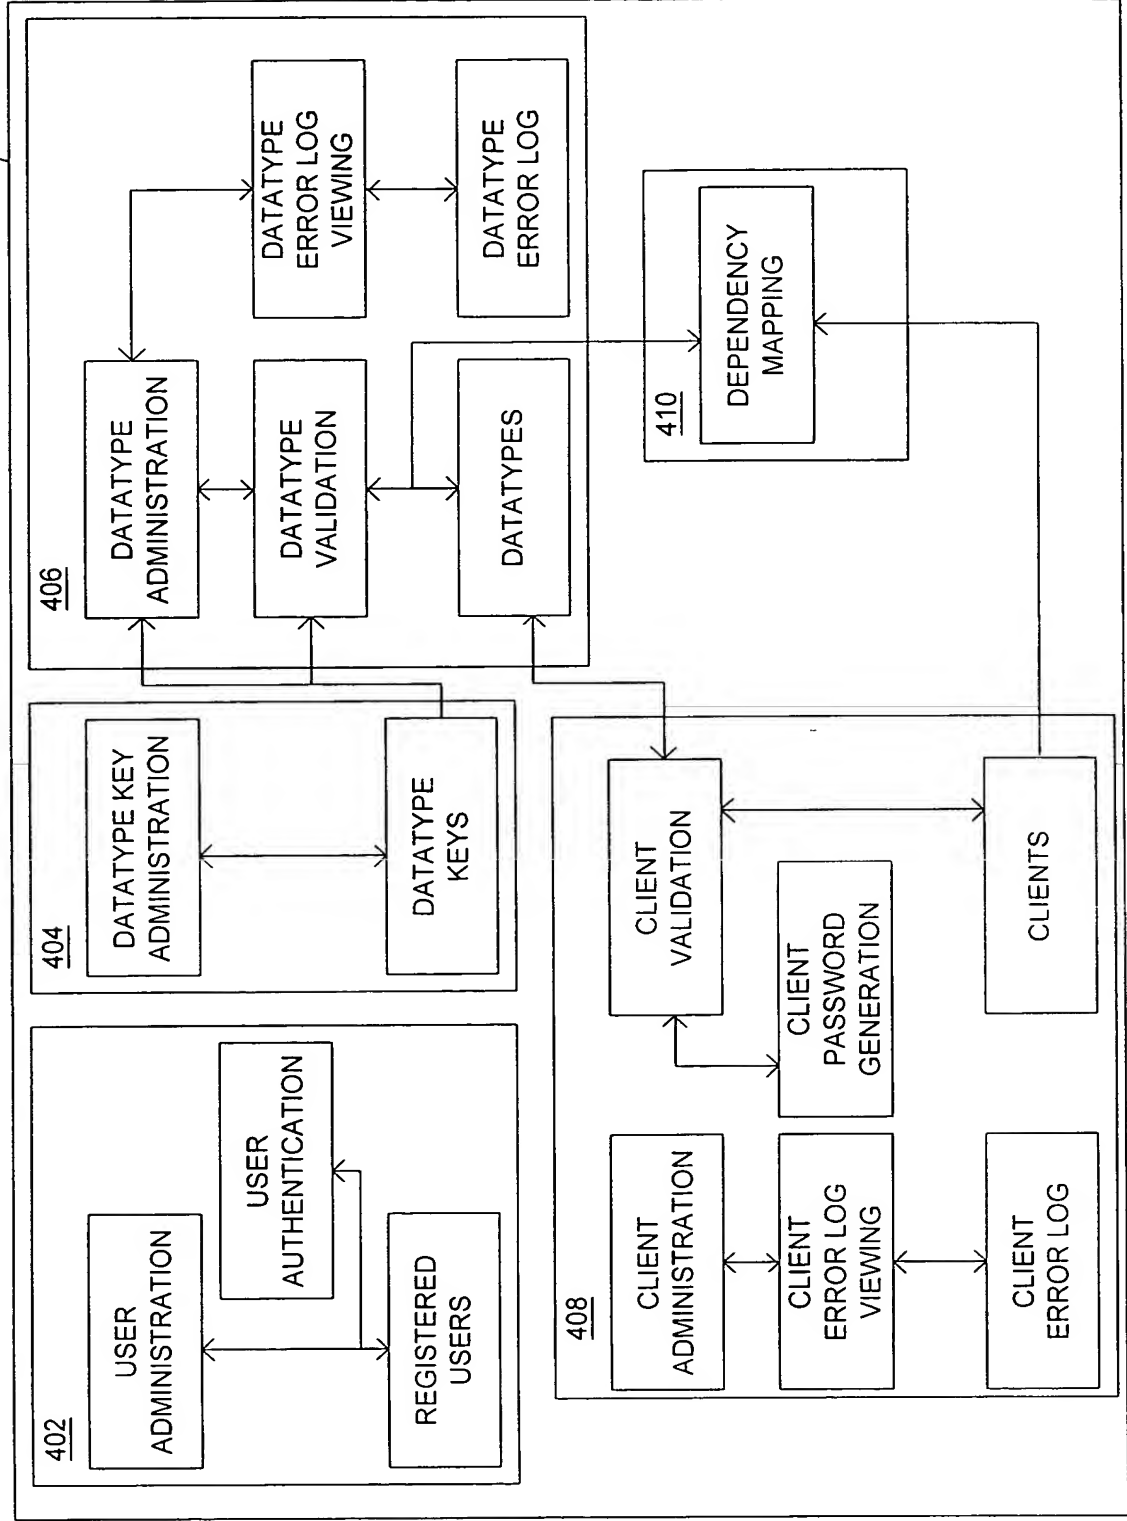 402
USER
ADMINISTRATION
USER
AUTHENTICATION
REGISTERED
USERS
404
DATATYPE KEY
ADMINISTRATION
DATATYPE
KEYS
406
DATATYPE
ADMINISTRATION
DATATYPE
VALIDATION
DATATYPES
DATATYPE
ERROR LOG
VIEWING
DATATYPE
ERROR LOG
408
CLIENT
ADMINISTRATION
CLIENT
ERROR LOG
VIEWING
CLIENT
ERROR LOG
CLIENT
VALIDATION
CLIENT
PASSWORD
GENERATION
CLIENTS
410
DEPENDENCY
MAPPING